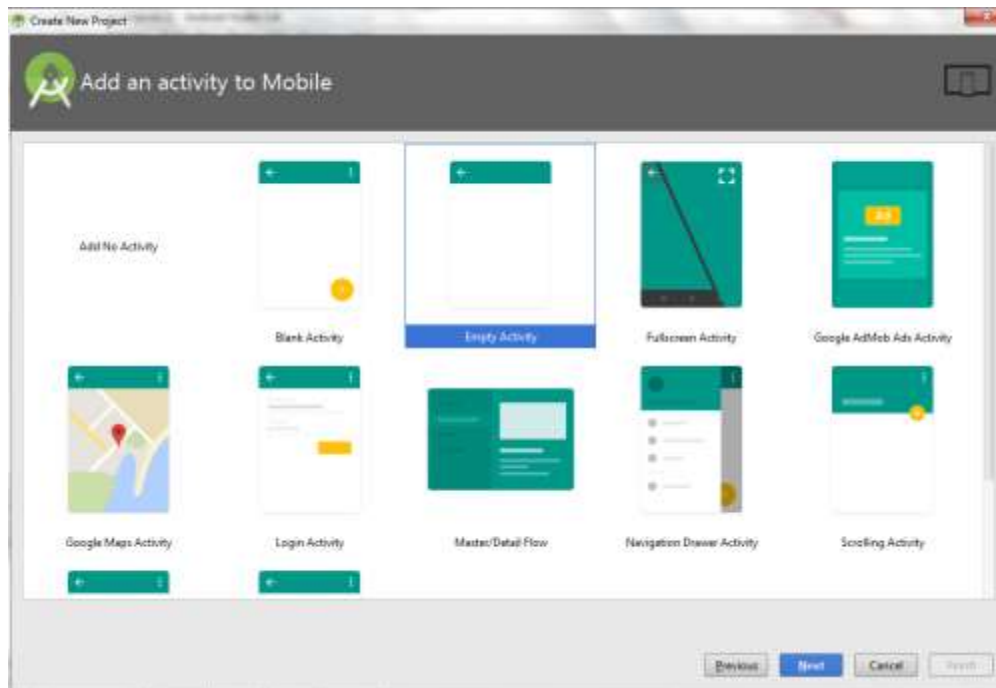 Create New Project
Add an activity to Mobile
Add No Activity
Blank Activity
Empty Activity
Fullscreen Activity
Ad
Google AdMob Ads Activity
Google Maps Activity
Login Activity
Master/Detail Flow
Navigation Drawer Activity
Scrolling Activity
Previous
Next
Cancel
Finish